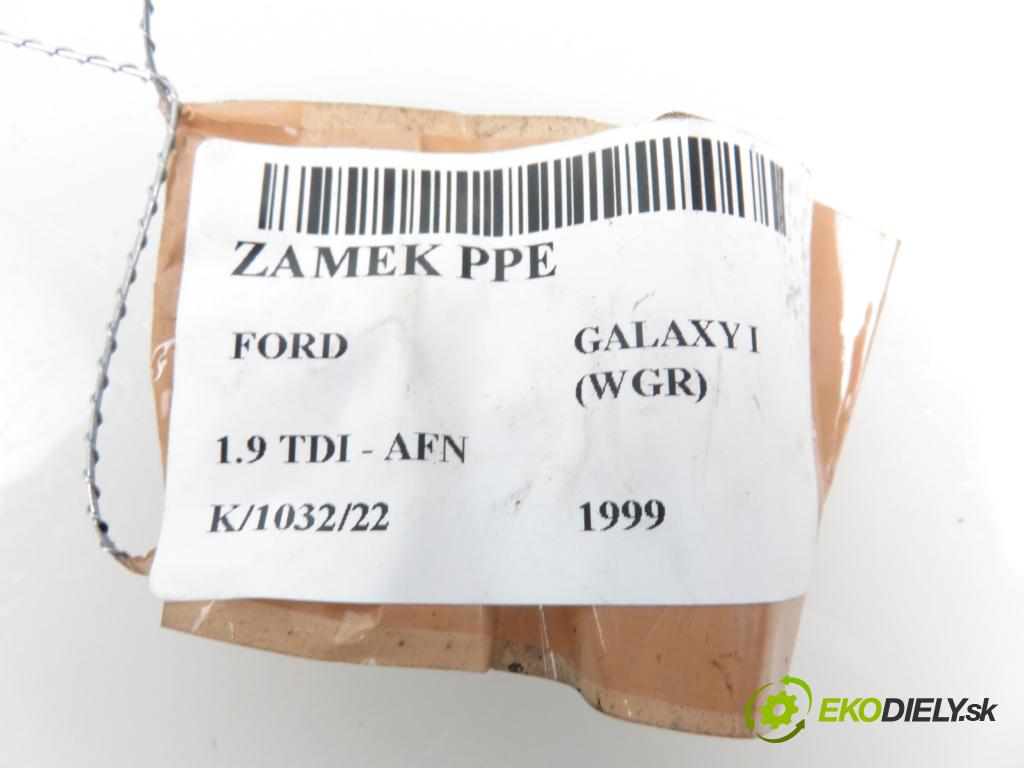 ZAMEK PPE
FORD GALAXY I
(WGR)
1.9 TDI - AFN
K/1032/22 1999
EKODIELY.sk